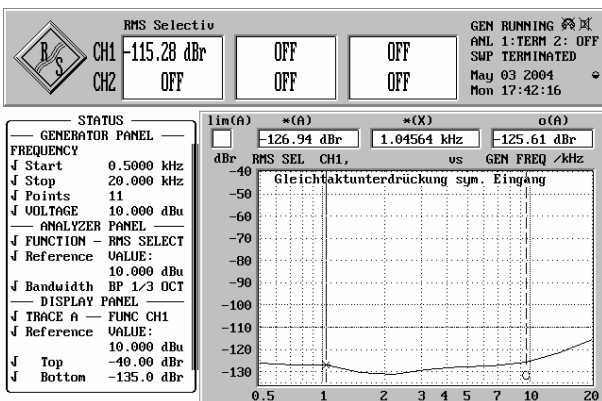 RMS Selectiv
R
S
CH1 -115.28 dBr OFF OFF
CH2 OFF OFF OFF
GEN RUNNING
ANL 1:TERM 2: OFF
SWP TERMINATED
May 03 2004
Mon 17:42:16
STATUS
GENERATOR PANEL
FREQUENCY
Start 0.5000 kHz
Stop 20.000 kHz
Points 11
VOLTAGE 10.000 dBu
ANALYZER PANEL
FUNCTION - RMS SELECT
Reference VALUE:
10.000 dBu
Bandwidth BP 1/3 OCT
DISPLAY PANEL
TRACE A — FUNC CH1
Reference VALUE:
10.000 dBu
Top -40.00 dBr
Bottom -135.0 dBr
lim(A) *(A) *(X) o(A)
-126.94 dBr 1.04564 kHz -125.61 dBr
dBr RMS SEL CH1, vs GEN FREQ /kHz
Gleichtaktunterdrückung sym. Eingang
-40
-50
-60
-70
-80
-90
-100
-110
-120
-130
0.5 1 2 3 4 5 7 10 20